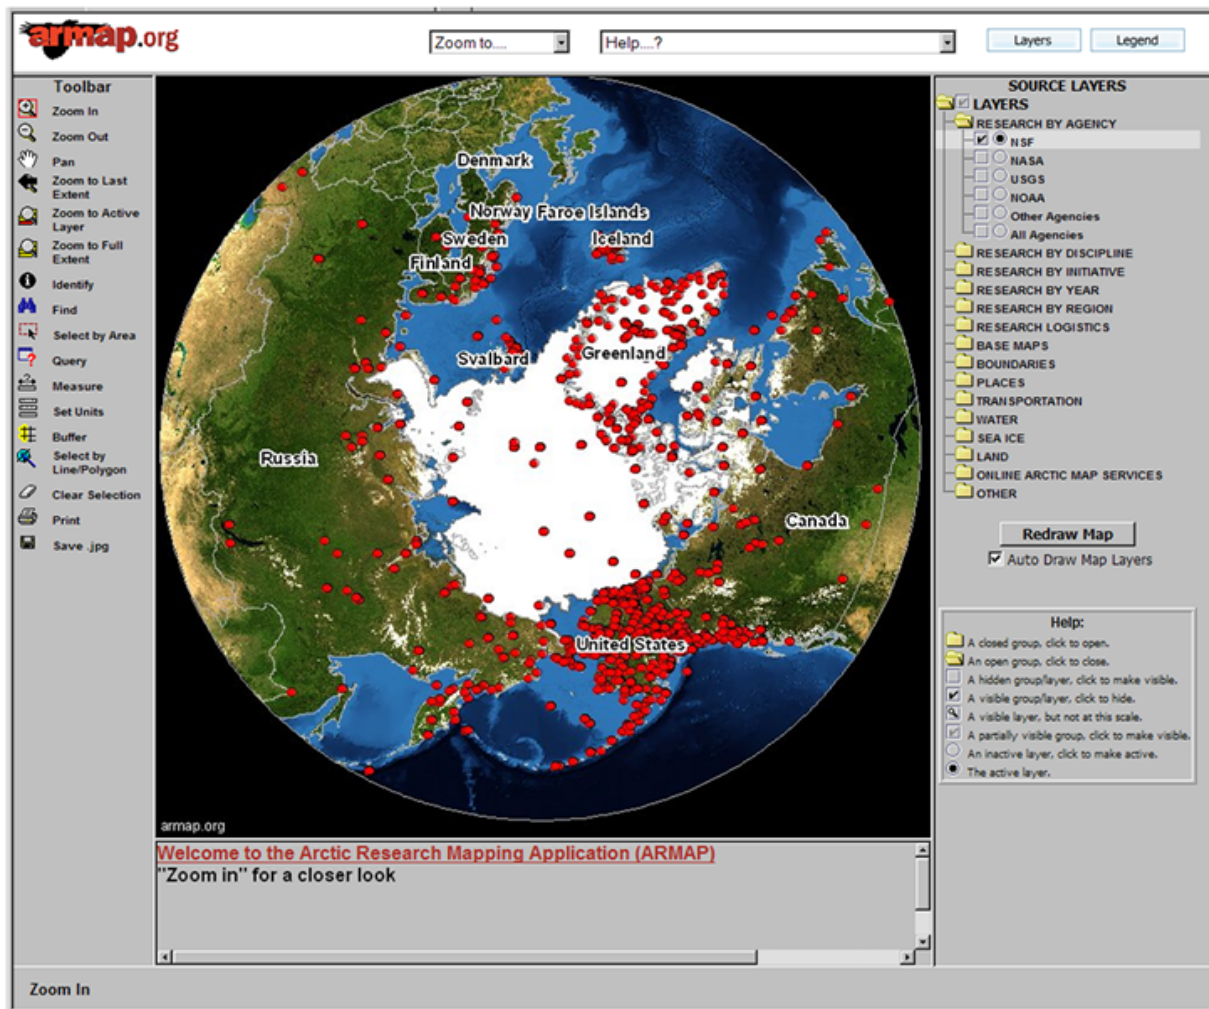 armap.org
Zoom to....
Help....?
Layers
Legend
Toolbar
Zoom In
Zoom Out
Pan
Zoom to Last
Extent
Zoom to Active
Layer
Zoom to Full
Extent
Identify
Find
Select by Area
Query
Measure
Set Units
Buffer
Select by
Line/Polygon
Clear Selection
Print
Save .jpg
Denmark
Norway
Faroe Islands
Sweden
Iceland
Finland
Svalbard
Greenland
Russia
Canada
United States
armap.org
SOURCE LAYERS
LAYERS
RESEARCH BY AGENCY
NSF
NASA
USGS
NOAA
Other Agencies
All Agencies
RESEARCH BY DISCIPLINE
RESEARCH BY INITIATIVE
RESEARCH BY YEAR
RESEARCH BY REGION
RESEARCH LOGISTICS
BASE MAPS
BOUNDARIES
PLACES
TRANSPORTATION
WATER
SEA ICE
LAND
ONLINE ARCTIC MAP SERVICES
OTHER
Redraw Map
Auto Draw Map Layers
Help:
A closed group, click to open.
An open group, click to close.
A hidden group/layer, click to make visible.
A visible group/layer, click to hide.
A visible layer, but not at this scale.
A partially visible group, click to make visible.
An inactive layer, click to make active.
The active layer.
Welcome to the Arctic Research Mapping Application (ARMAP)
"Zoom in" for a closer look
Zoom In